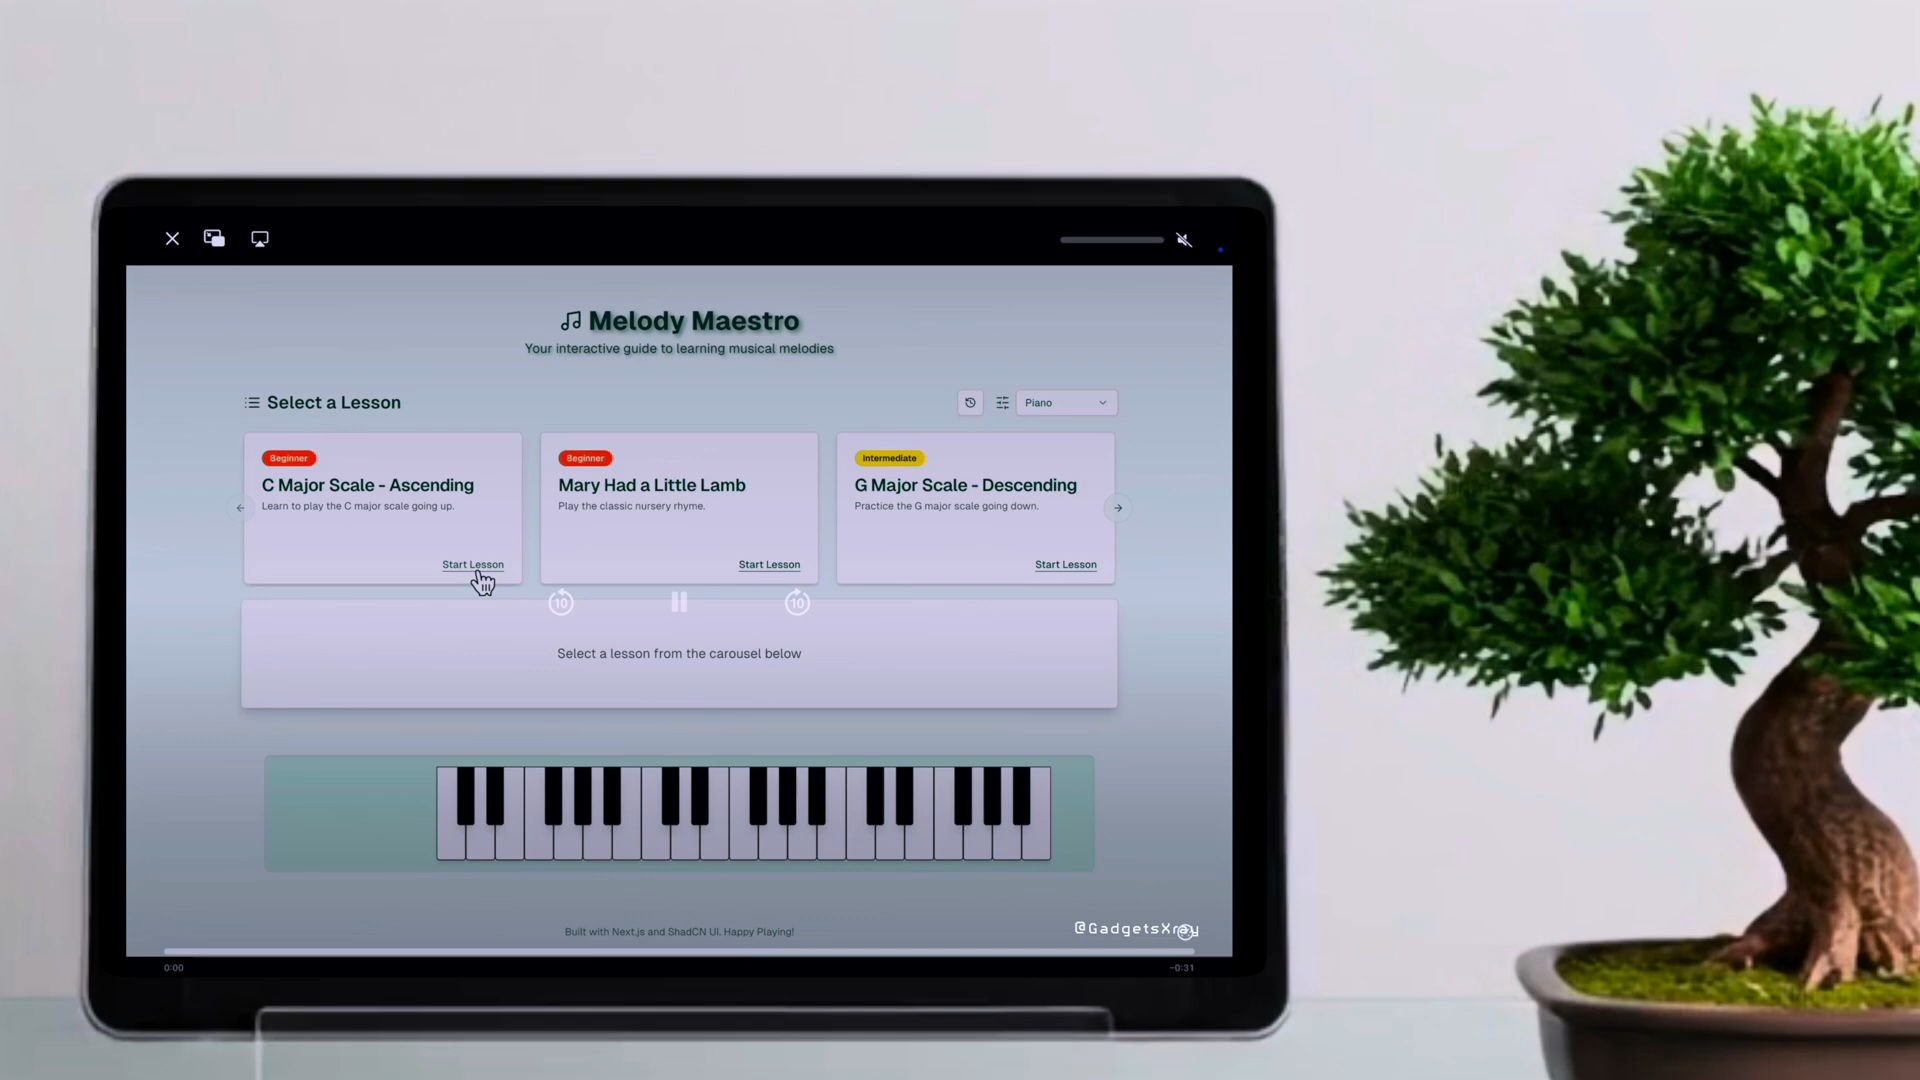 Melody Maestro
Your interactive guide to learning musical melodies
Select a Lesson
Piano
Beginner
C Major Scale - Ascending
Learn to play the C major scale going up.
Start Lesson
Beginner
Mary Had a Little Lamb
Play the classic nursery rhyme.
Start Lesson
Intermediate
G Major Scale - Descending
Practice the G major scale going down.
Start Lesson
10
10
Select a lesson from the carousel below
Built with Next.js and ShadCN UI. Happy Playing!
@GadgetsXray
0:00
-0:31